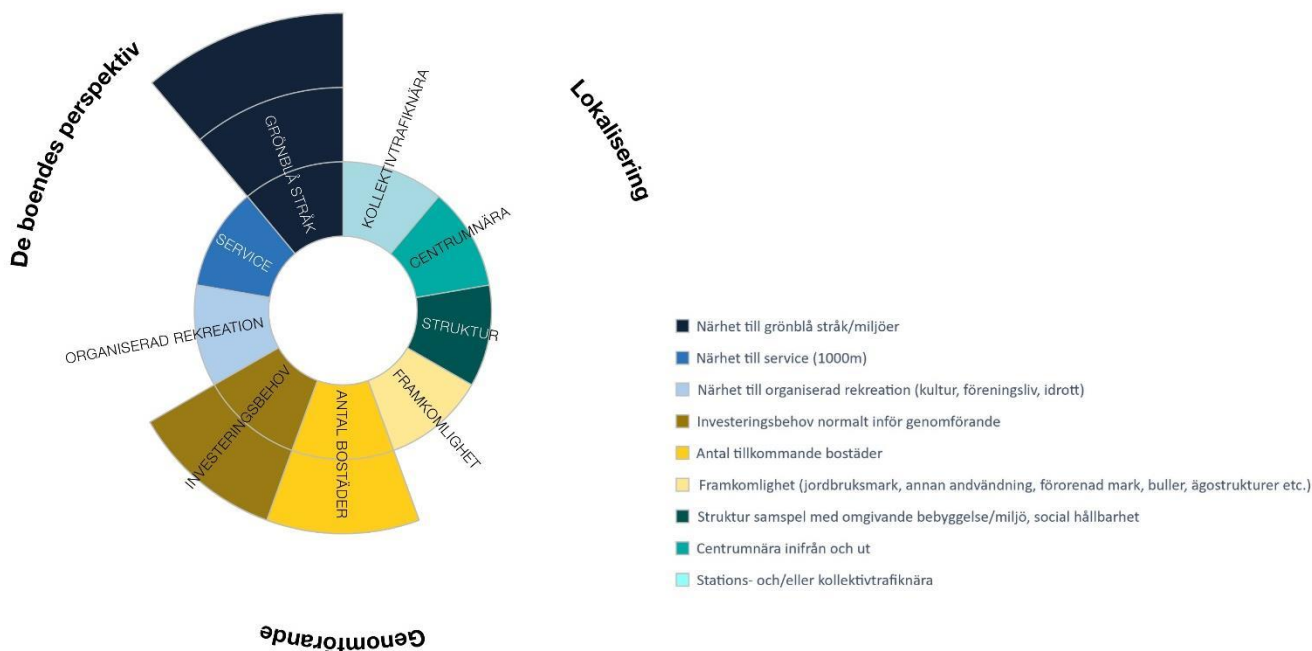 De boendes perspektiv
Lokalisering
Genomförande
GRÖNBLÅ STRÅK
KOLLEKTIVTRAFIKNÄRA
CENTRUMNÄRA
STRUKTUR
FRAMKOMLIGHET
ANTAL BOSTÄDER
INVESTERINGSBEHOV
ORGANISERAD REKREATION
SERVICE
Närhet till grönblå stråk/miljöer
Närhet till service (1000m)
Närhet till organiserad rekreation (kultur, föreningsliv, idrott)
Investeringsbehov normalt inför genomförande
Antal tillkommande bostäder
Framkomlighet (jordbruksmark, annan andvändning, förorenad mark, buller, ägostrukturer etc.)
Struktur samspel med omgivande bebyggelse/miljö, social hållbarhet
Centrumnära inifrån och ut
Stations- och/eller kollektivtrafiknära